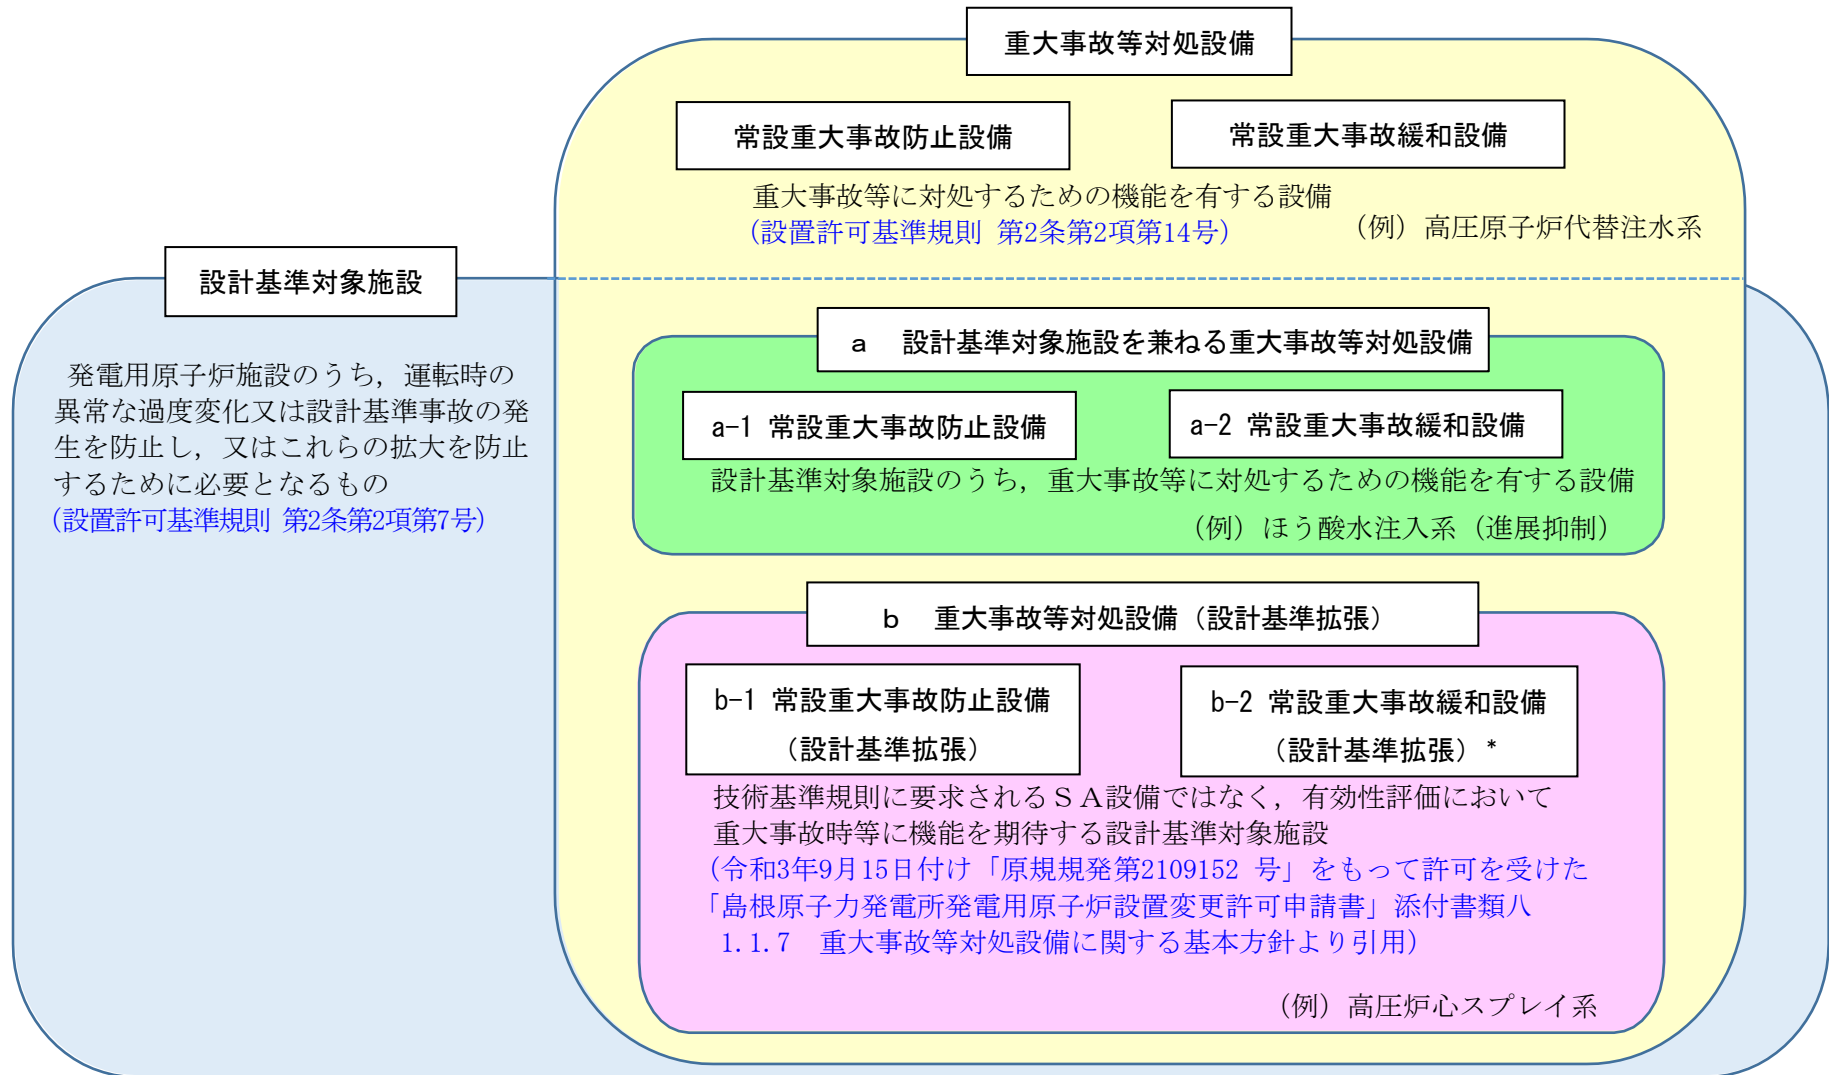 重大事故等対処設備
常設重大事故防止設備
常設重大事故緩和設備
重大事故等に対処するための機能を有する設備
(設置許可基準規則 第2条第2項第14号)
（例）高圧原子炉代替注水系
設計基準対象施設
発電用原子炉施設のうち，運転時の
異常な過度変化又は設計基準事故の発
生を防止し，又はこれらの拡大を防止
するために必要となるもの
(設置許可基準規則 第2条第2項第7号)
ａ　設計基準対象施設を兼ねる重大事故等対処設備
a-1 常設重大事故防止設備
a-2 常設重大事故緩和設備
設計基準対象施設のうち，重大事故等に対処するための機能を有する設備
（例）ほう酸水注入系（進展抑制）
ｂ　重大事故等対処設備（設計基準拡張）
b-1 常設重大事故防止設備
（設計基準拡張）
b-2 常設重大事故緩和設備
（設計基準拡張）*
技術基準規則に要求されるＳＡ設備ではなく，有効性評価において
重大事故時等に機能を期待する設計基準対象施設
(令和3年9月15日付け「原規規発第2109152 号」をもって許可を受けた
「島根原子力発電所発電用原子炉設置変更許可申請書」添付書類八
1.1.7　重大事故等対処設備に関する基本方針より引用)
（例）高圧炉心スプレイ系